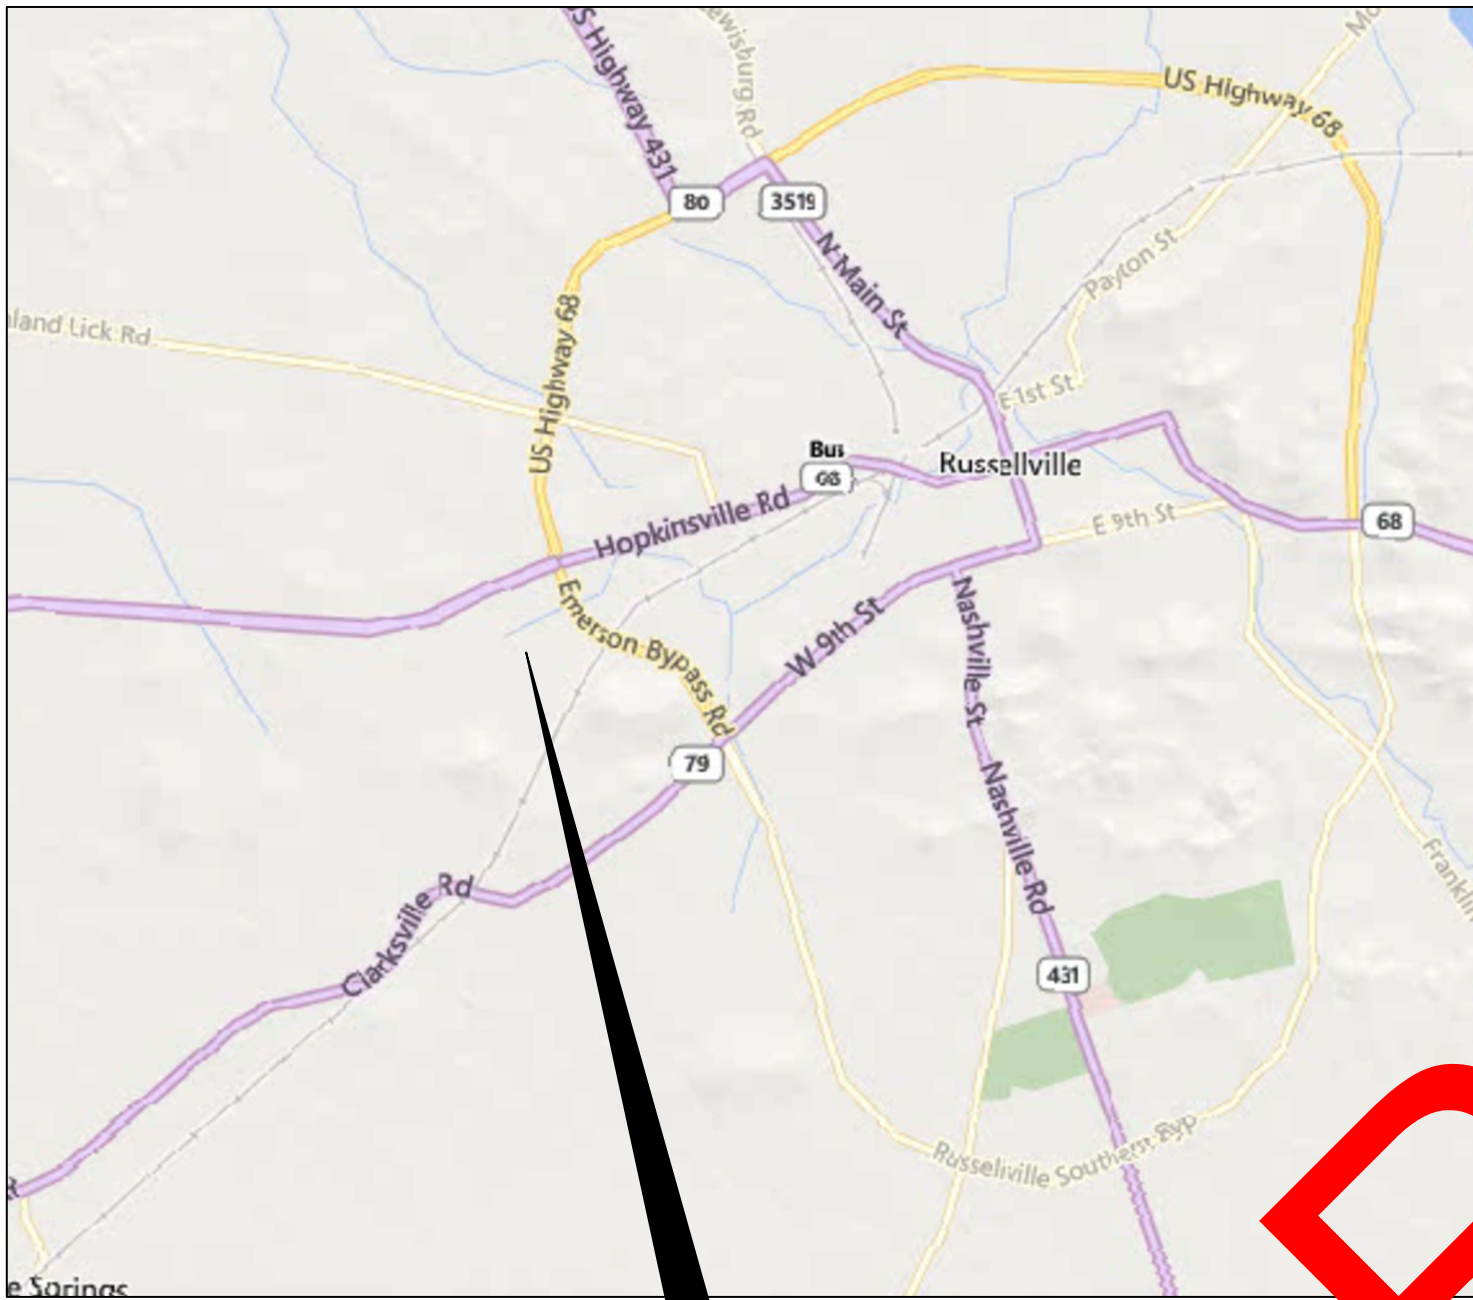 US Highway 431
ewisburg Rd
US Highway 68
80
3519
N Main St
Payton St
land Lick Rd
US Highway 68
E 1st St
Bus
68
Russellville
Hopkinsville Rd
E 9th St
68
Emerson Bypass Rd
W 9th St
Nashville St
79
Nashville Rd
Clarksville Rd
Franklin
431
Russellville Southern Byp
e Springs